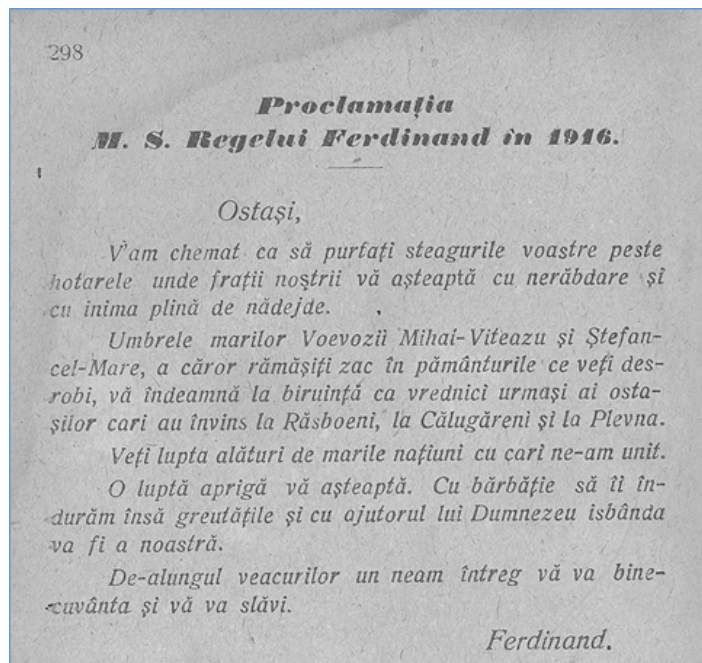 298
Proclamația
M. S. Regelui Ferdinand în 1916.
Ostași,
V'am chemat ca să purtați steagurile voastre peste
hotarele unde frații noștrii vă așteaptă cu nerăbdare și
cu inima plină de nădejde.
Umbrele marilor Voevozii Mihai-Viteazu și Ștefan-
cel-Mare, a căror rămășiți zac în pământurile ce veți des-
robi, vă îndeamnă la biruință ca vrednici urmași ai osta-
șilor cari au învins la Răsboeni, la Călugăreni și la Plevna.
Veți lupta alături de marile națiuni cu cari ne-am unit.
O luptă aprigă vă așteaptă. Cu bărbăție să îi în-
durăm însă greutățile și cu ajutorul lui Dumnezeu isbânda
va fi a noastră.
De-alungul veacurilor un neam întreg vă va bine-
cuvânta și vă va slăvi.
Ferdinand.